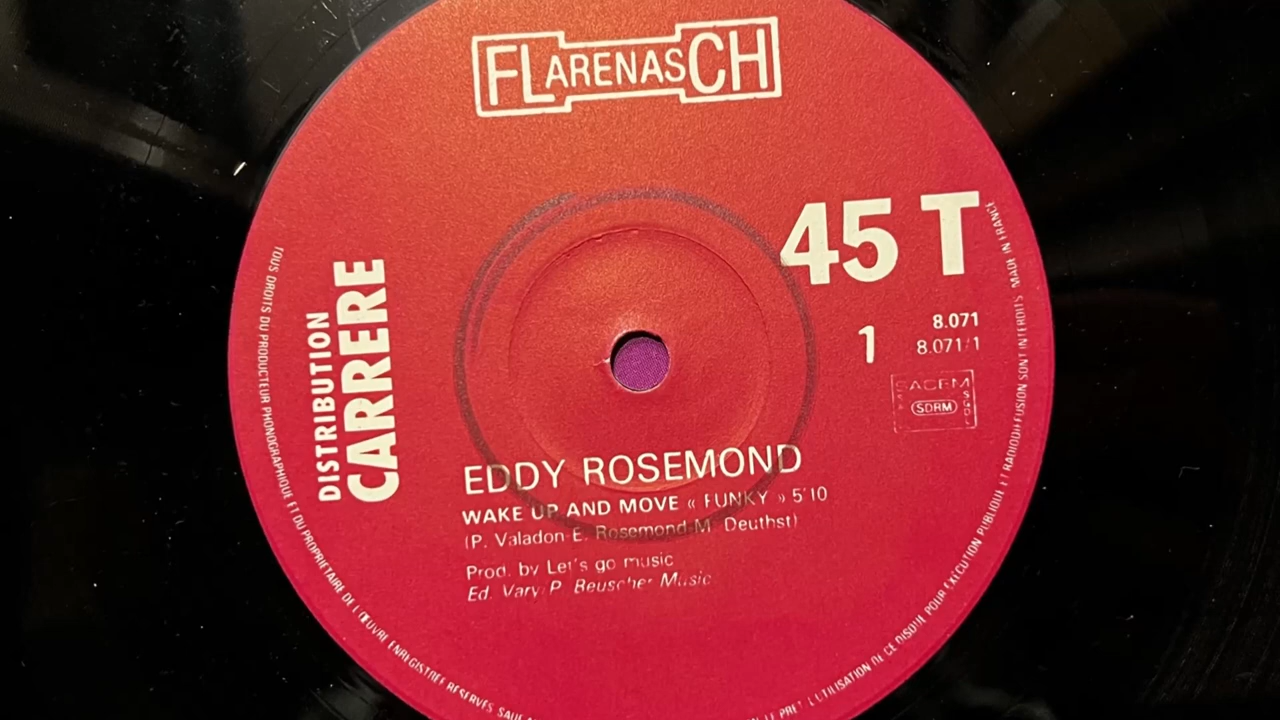 FLARENASCH
45 T
DISTRIBUTION
CARRERE
1
8.071
8.071/1
SACEM
SDRM
EDDY ROSEMOND
WAKE UP AND MOVE « FUNKY » 5'10
(P. Valadon-E. Rosemond-M. Deuthst)
Prod. by Let's go music
Ed. Vary P. Beuscher Music
TOUS DROITS DU PRODUCTEUR PHONOGRAPHIQUE ET DU PROPRIETAIRE DE L'ŒUVRE ENREGISTREE RESERVES SAUF
LE PRET L'UTILISATION DE CE DISQUE POUR EXECUTION PUBLIQUE ET RADIODIFFUSION SONT INTERDITS MADE IN FRANCE